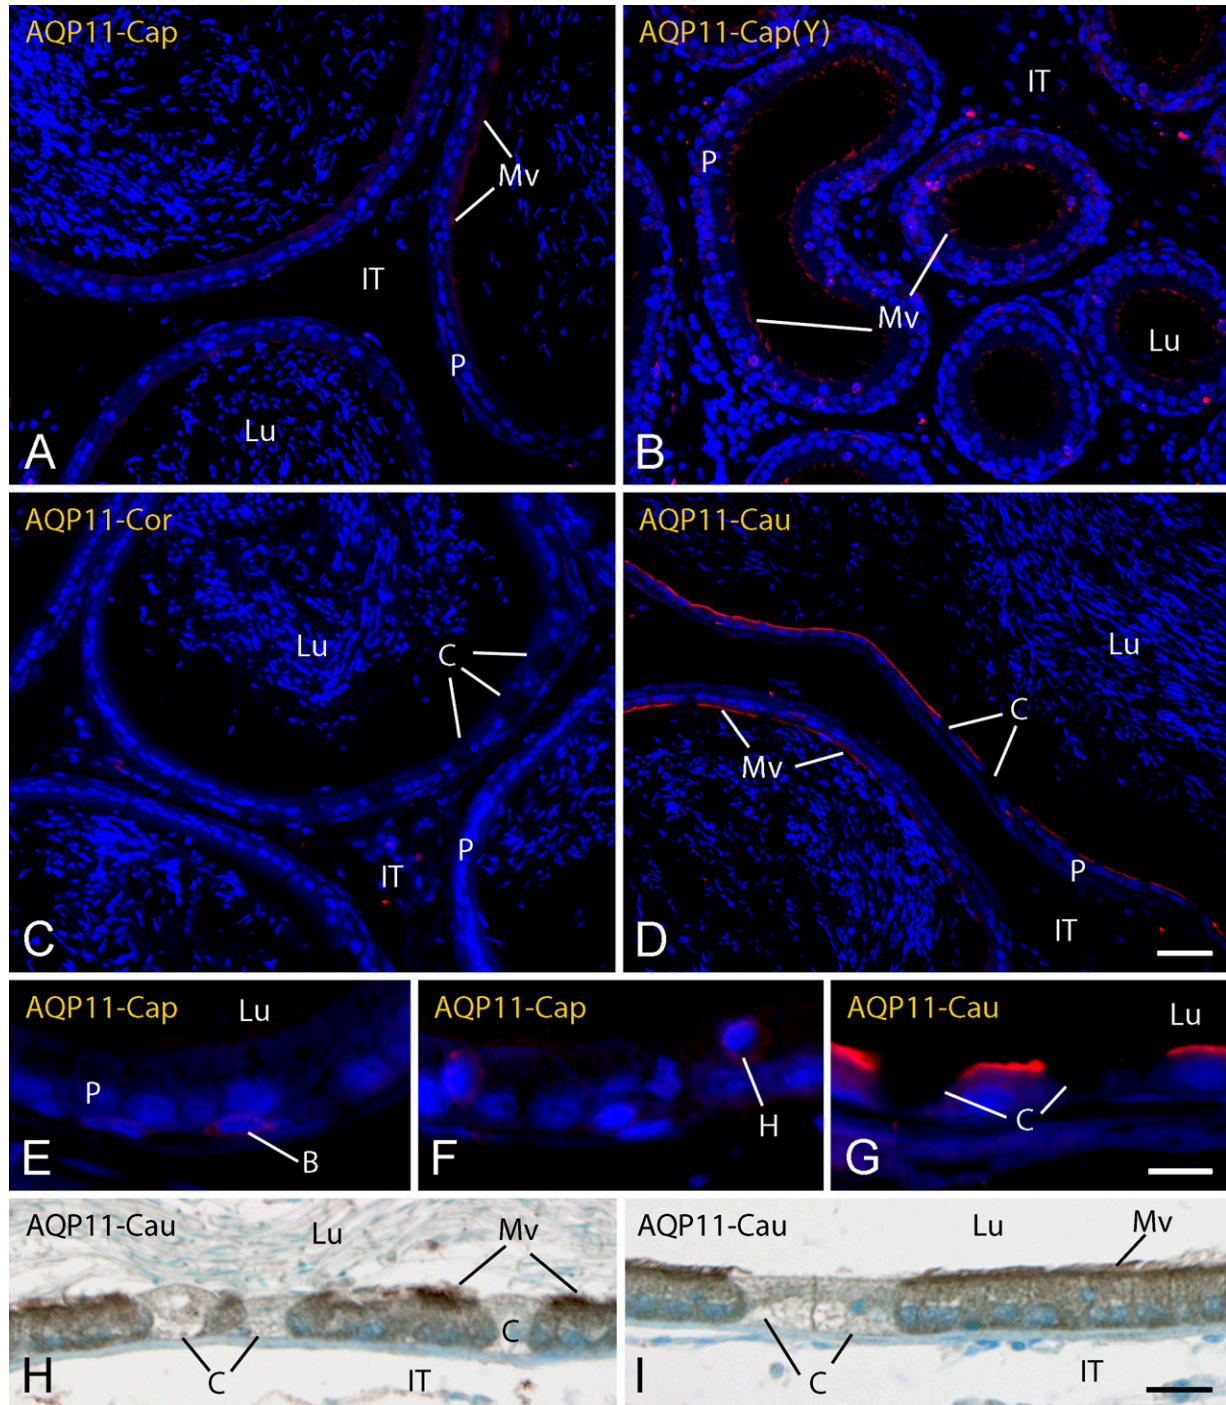 AQP11-Cap
Mv
IT
P
Lu
A
AQP11-Cap(Y)
IT
P
Mv
Lu
B
AQP11-Cor
Lu
C
P
IT
C
AQP11-Cau
Lu
C
Mv
P
IT
D
AQP11-Cap
Lu
P
B
E
AQP11-Cap
H
F
AQP11-Cau
Lu
C
G
AQP11-Cau
Lu
Mv
C
C
IT
H
AQP11-Cau
Lu
Mv
C
IT
I